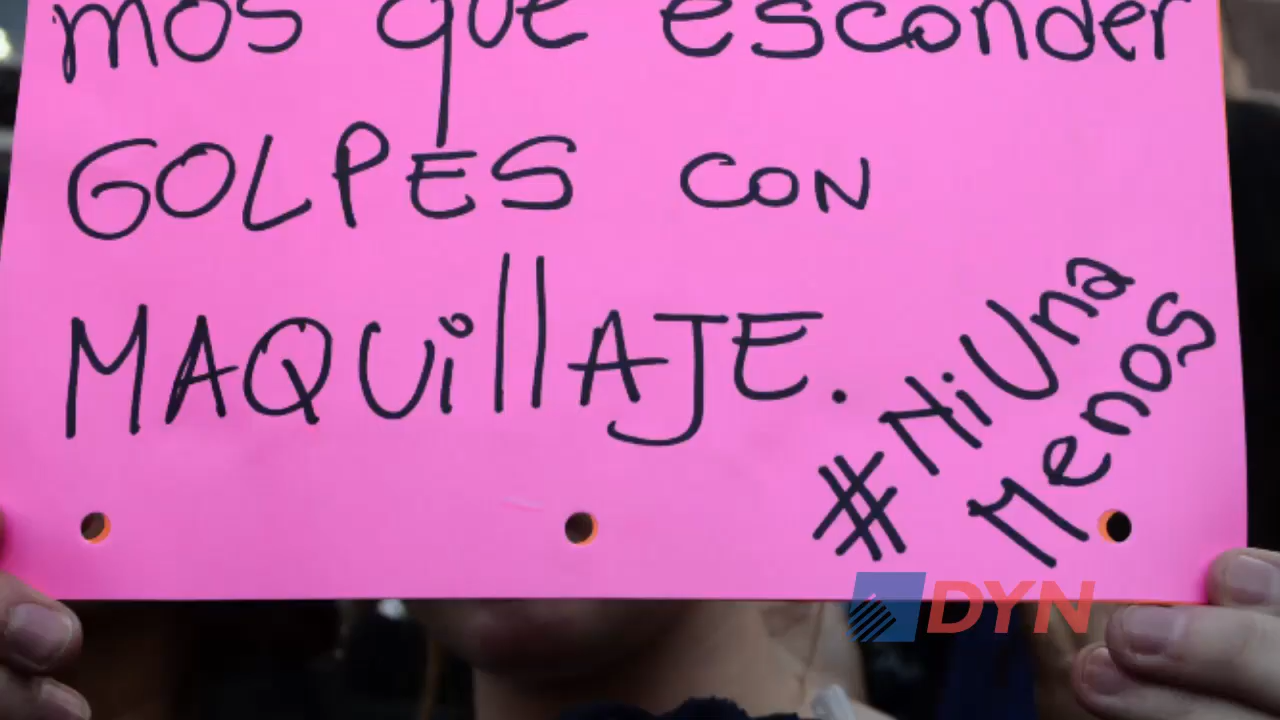 mos que esconder
GOLPES CON
MAQUillAJE.
#NiUna
Menos
DYN